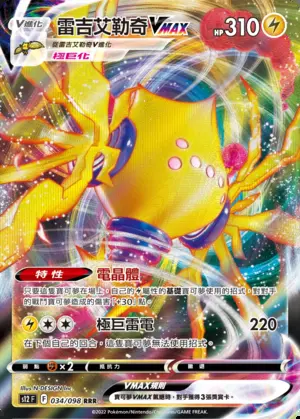 V進化
雷吉艾勒奇VMAX
HP310
從雷吉艾勒奇V進化
極巨化
特性 電晶體
只要這隻寶可夢在場上,自己的⚡屬性的基礎寶可夢使用的招式,對對手
的戰鬥寶可夢造成的傷害「+30」點。
極巨雷電 220
在下個自己的回合,這隻寶可夢無法使用招式。
弱點 ×2 抵抗力 撤退
Illus. N-DESIGN Inc.
VMAX規則
s12 F F 034/098 RRR
寶可夢VMAX氣絕時,對手獲得3張獎賞卡。
©2022 Pokémon/Nintendo/Creatures/GAME FREAK.